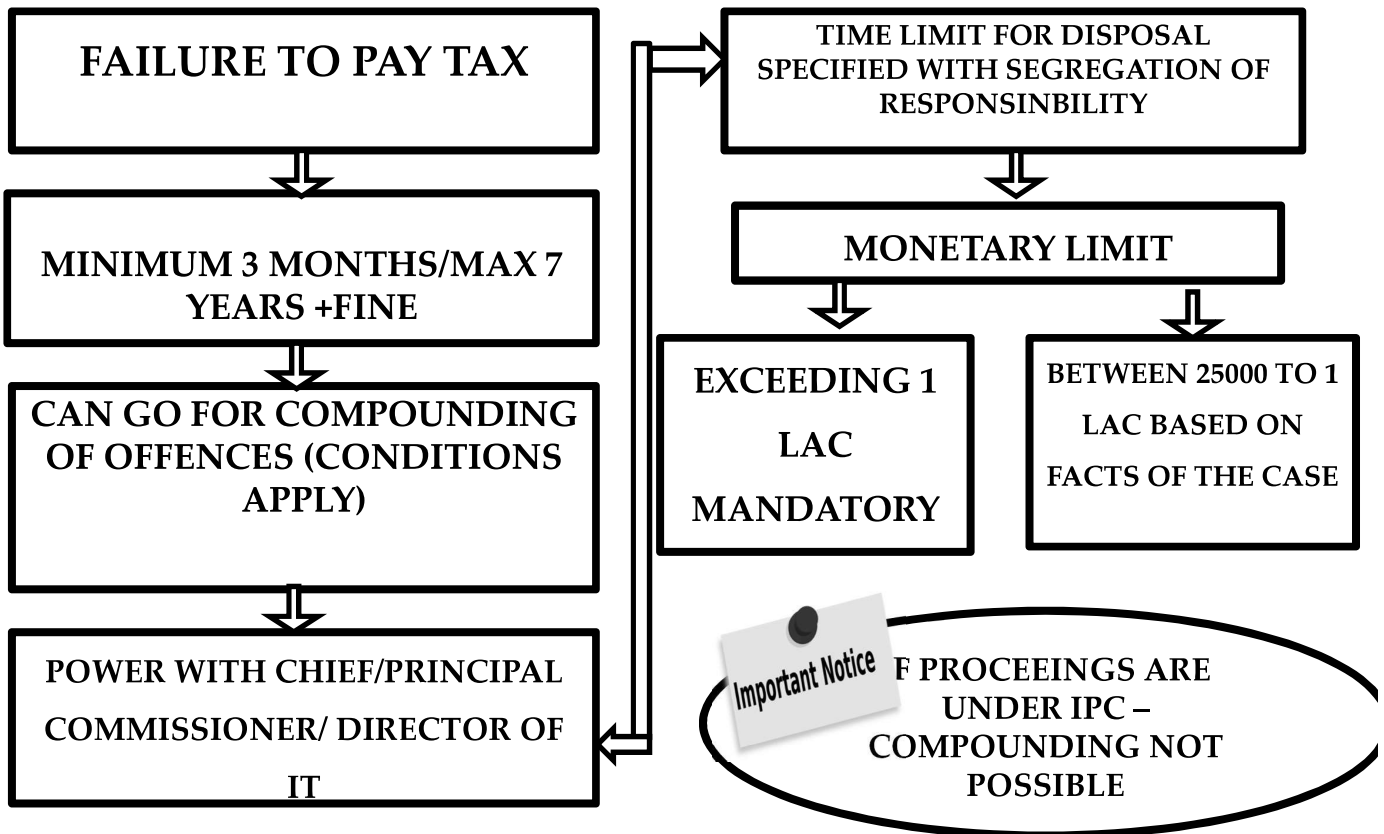 FAILURE TO PAY TAX
MINIMUM 3 MONTHS/MAX 7
YEARS +FINE
CAN GO FOR COMPOUNDING
OF OFFENCES (CONDITIONS
APPLY)
POWER WITH CHIEF/PRINCIPAL
COMMISSIONER/ DIRECTOR OF
IT
TIME LIMIT FOR DISPOSAL
SPECIFIED WITH SEGREGATION OF
RESPONSINBILITY
MONETARY LIMIT
EXCEEDING 1
LAC
MANDATORY
BETWEEN 25000 TO 1
LAC BASED ON
FACTS OF THE CASE
Important Notice
F PROCEEINGS ARE
UNDER IPC –
COMPOUNDING NOT
POSSIBLE